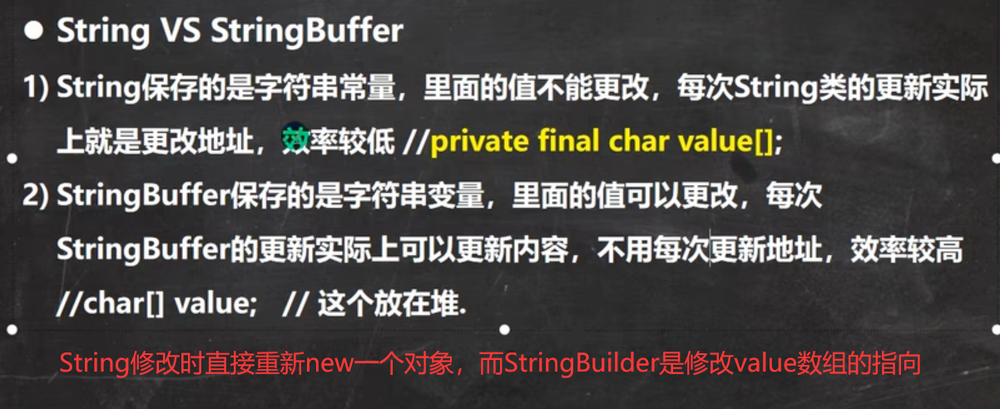 ● String VS StringBuffer
1) String保存的是字符串常量，里面的值不能更改，每次String类的更新实际
上就是更改地址，效率较低 //private final char value[];
2) StringBuffer保存的是字符串变量，里面的值可以更改，每次
StringBuffer的更新实际上可以更新内容，不用每次更新地址，效率较高
//char[] value; // 这个放在堆.
String修改时直接重新new一个对象，而StringBuilder是修改value数组的指向